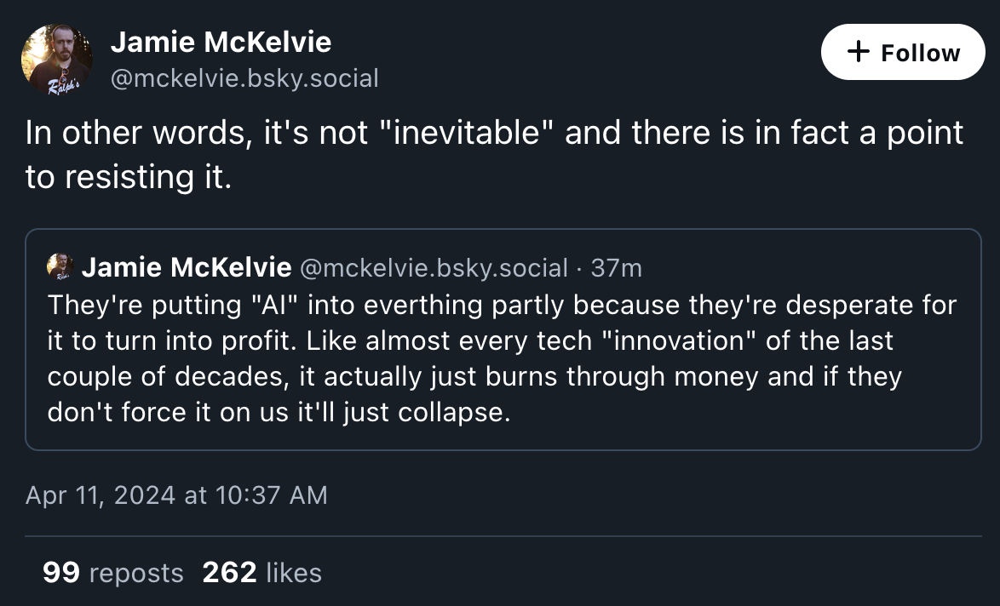 Jamie McKelvie
@mckelvie.bsky.social
+ Follow
In other words, it's not "inevitable" and there is in fact a point
to resisting it.
Jamie McKelvie @mckelvie.bsky.social · 37m
They're putting "AI" into everthing partly because they're desperate for
it to turn into profit. Like almost every tech "innovation" of the last
couple of decades, it actually just burns through money and if they
don't force it on us it'll just collapse.
Apr 11, 2024 at 10:37 AM
99 reposts 262 likes
Ralph's